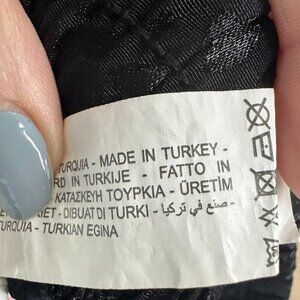 TURQUIA - MADE IN TURKEY -
RD IN TURKIJE - FATTO IN
ΚΑΤΑΣΚΕΥΗ ΤΟΥΡΚΙΑ - ÜRETİM
KIET - DIBUAT DI TURKI - صنع في تركيا -
TURQUIA - TURKIAN EGINA